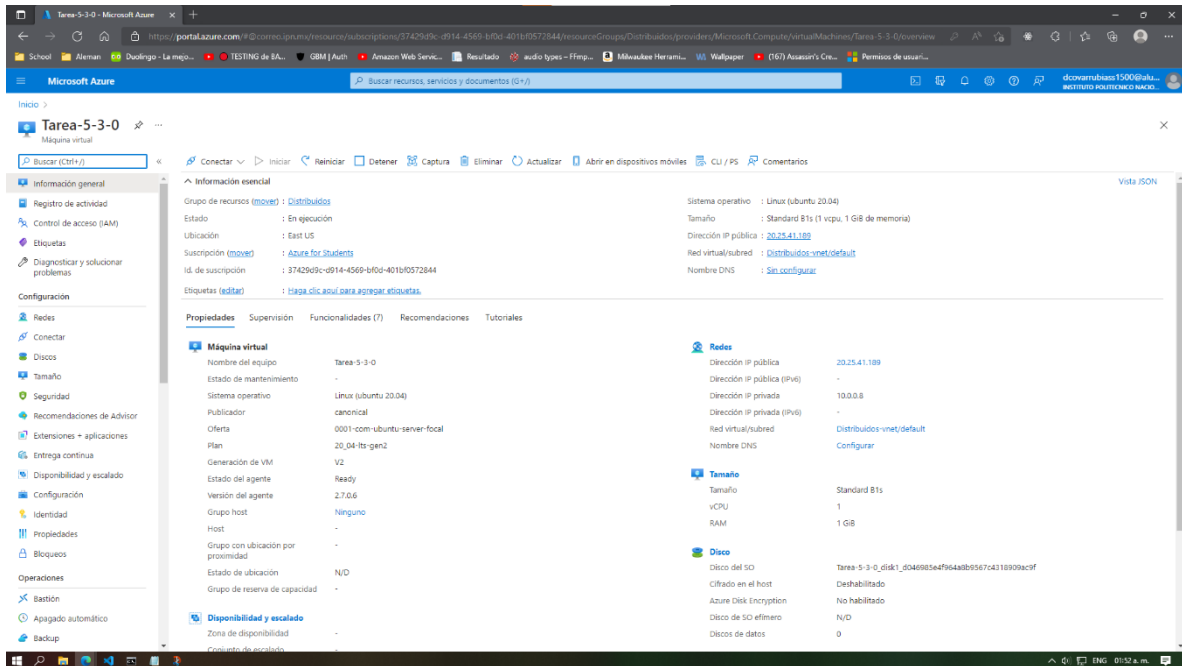 Tarea-5-3-0 - Microsoft Azure
https://portal.azure.com/#@correo.ipn.mx/resource/subscriptions/37429d9c-d914-4569-bf0d-401bf0572844/resourceGroups/Distribuidos/providers/Microsoft.Compute/virtualMachines/Tarea-5-3-0/overview
School Aleman Duolingo - La mejo... TESTING de BA... GBM | Auth Amazon Web Servic... Resultado audio types – FFmp... Milwaukee Herrami... Wallpaper (167) Assassin's Cre... Permisos de usuari...
Microsoft Azure
Buscar recursos, servicios y documentos (G+/)
dcovarrubiass1500@alu...
INSTITUTO POLITECNICO NACIO...
Inicio >
Tarea-5-3-0
Máquina virtual
Buscar (Ctrl+/)
Conectar Iniciar Reiniciar Detener Captura Eliminar Actualizar Abrir en dispositivos móviles CLI / PS Comentarios
Información general
Registro de actividad
Control de acceso (IAM)
Etiquetas
Diagnosticar y solucionar
problemas
Configuración
Redes
Conectar
Discos
Tamaño
Seguridad
Recomendaciones de Advisor
Extensiones + aplicaciones
Entrega continua
Disponibilidad y escalado
Configuración
Identidad
Propiedades
Bloqueos
Operaciones
Bastión
Apagado automático
Backup
Información esencial
Vista JSON
Grupo de recursos (mover) : Distribuidos
Estado : En ejecución
Ubicación : East US
Suscripción (mover) : Azure for Students
Id. de suscripción : 37429d9c-d914-4569-bf0d-401bf0572844
Etiquetas (editar) : Haga clic aquí para agregar etiquetas.
Sistema operativo : Linux (ubuntu 20.04)
Tamaño : Standard B1s (1 vcpu, 1 GiB de memoria)
Dirección IP pública : 20.25.41.189
Red virtual/subred : Distribuidos-vnet/default
Nombre DNS : Sin configurar
Propiedades Supervisión Funcionalidades (7) Recomendaciones Tutoriales
Máquina virtual
Nombre del equipo Tarea-5-3-0
Estado de mantenimiento -
Sistema operativo Linux (ubuntu 20.04)
Publicador canonical
Oferta 0001-com-ubuntu-server-focal
Plan 20_04-lts-gen2
Generación de VM V2
Estado del agente Ready
Versión del agente 2.7.0.6
Grupo host Ninguno
Host -
Grupo con ubicación por
proximidad -
Estado de ubicación N/D
Grupo de reserva de capacidad -
Disponibilidad y escalado
Zona de disponibilidad -
Conjunto de escalado -
Redes
Dirección IP pública 20.25.41.189
Dirección IP pública (IPv6) -
Dirección IP privada 10.0.0.8
Dirección IP privada (IPv6) -
Red virtual/subred Distribuidos-vnet/default
Nombre DNS Configurar
Tamaño
Tamaño Standard B1s
vCPU 1
RAM 1 GiB
Disco
Disco del SO Tarea-5-3-0_disk1_d046985e4f964a8b9567c4318909ac9f
Cifrado en el host Deshabilitado
Azure Disk Encryption No habilitado
Disco de SO efímero N/D
Discos de datos 0
ENG 01:52 a. m.